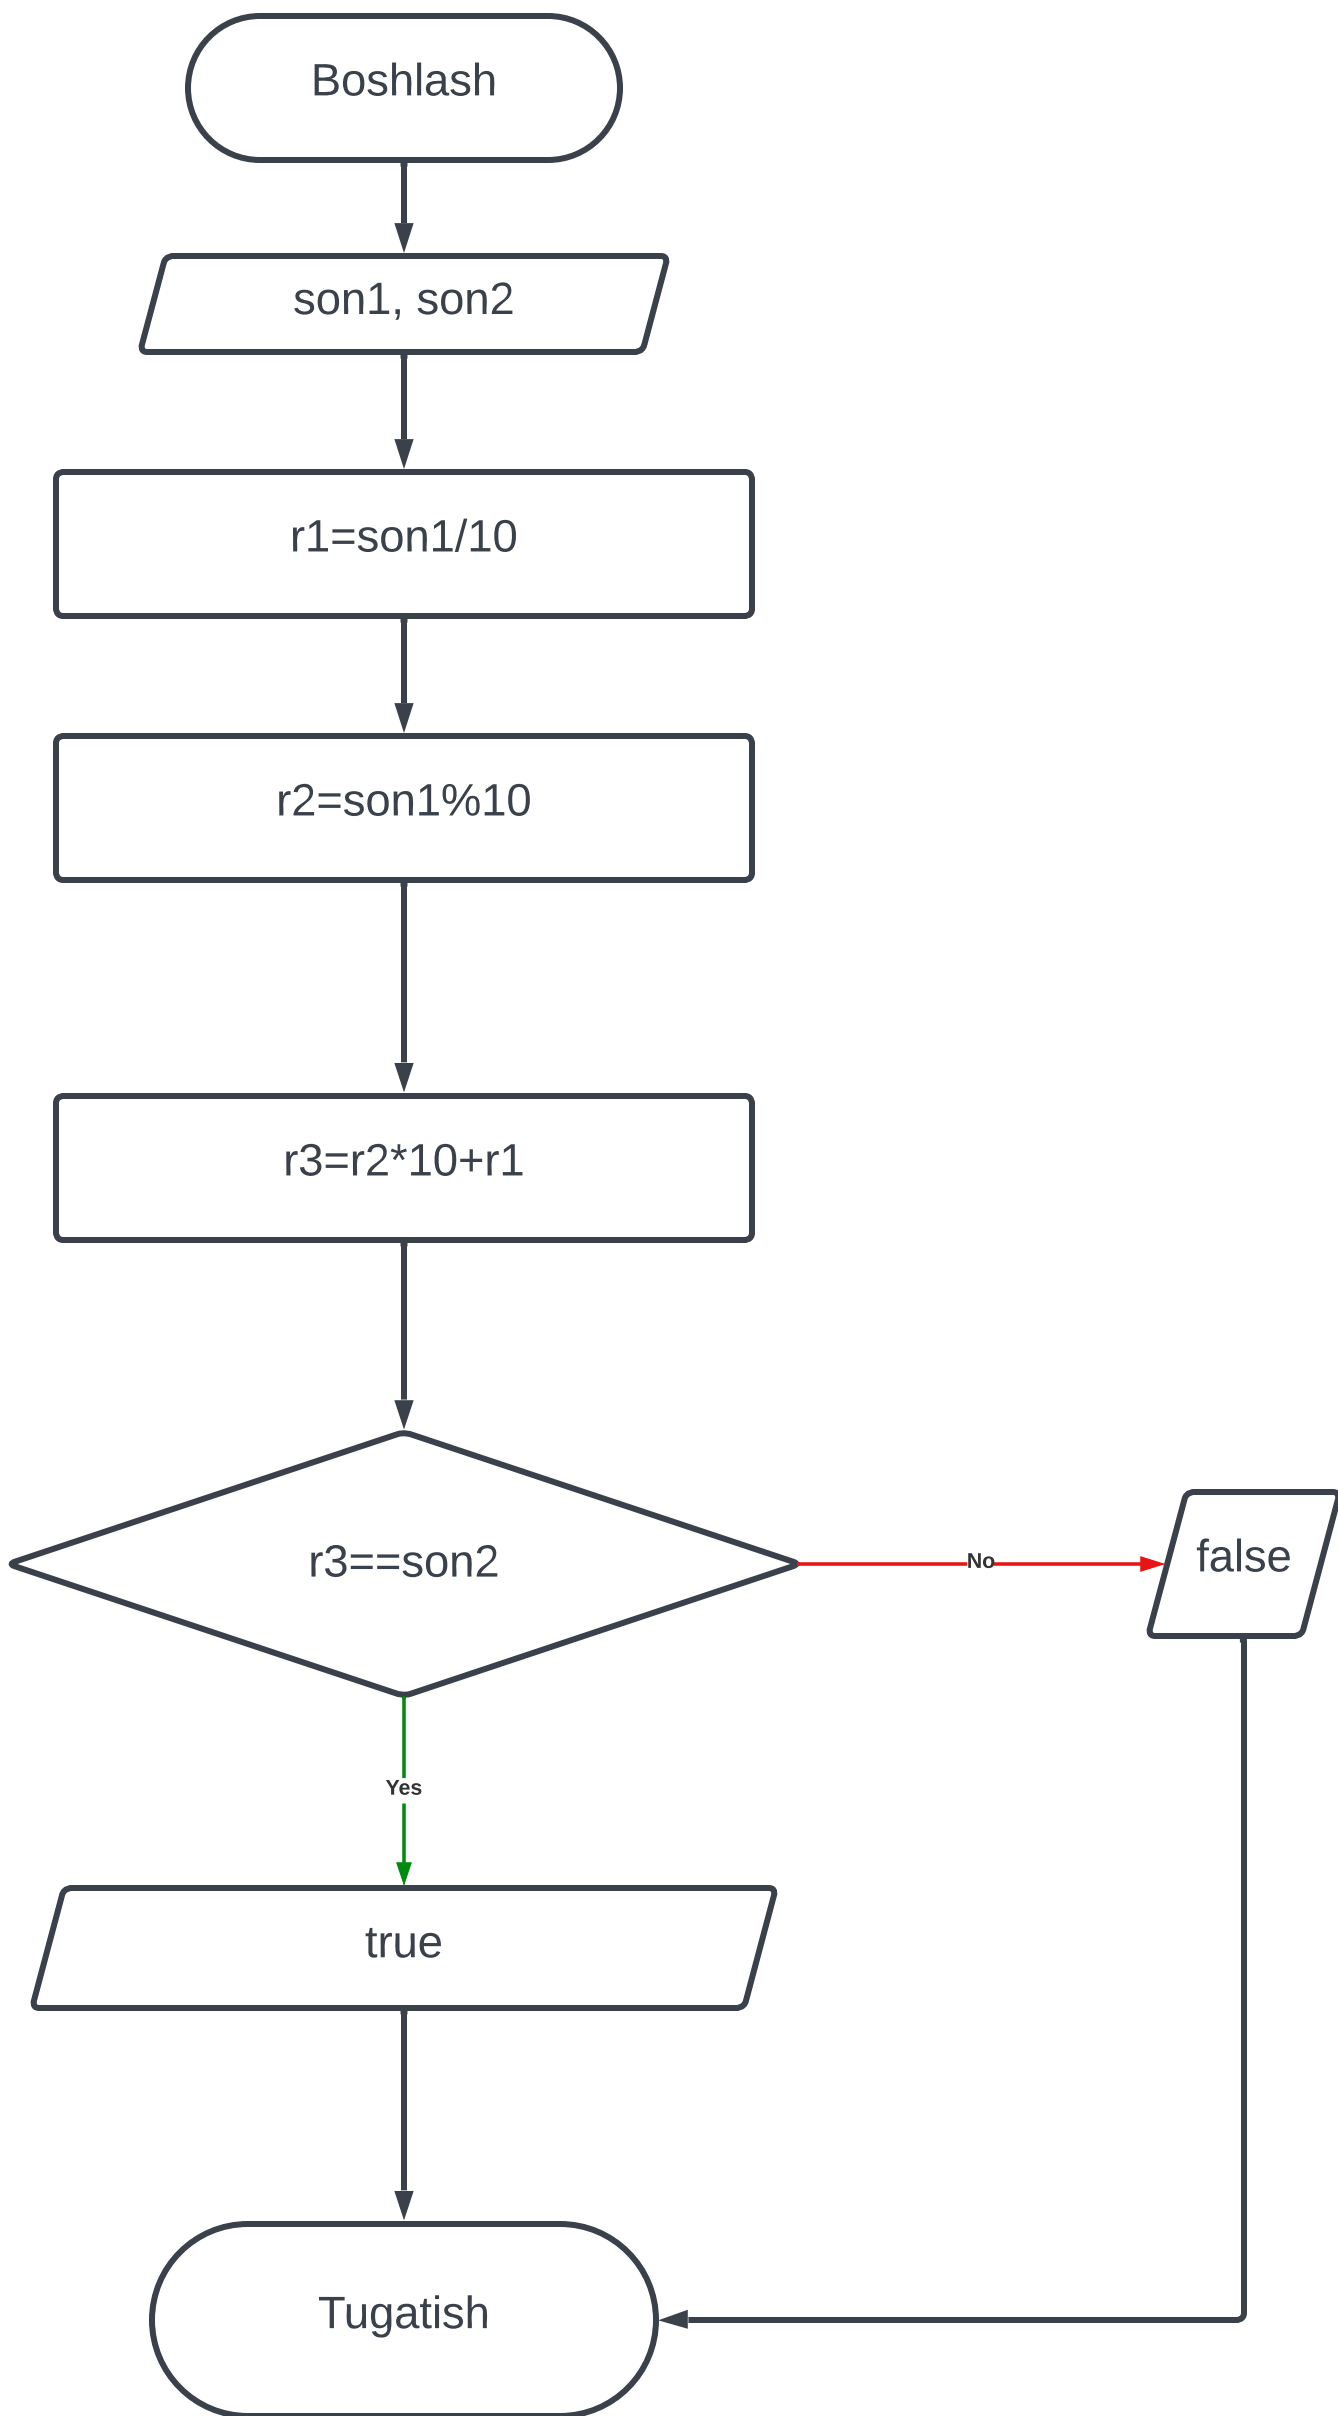 Boshlash
son1, son2
r1=son1/10
r2=son1%10
r3=r2*10+r1
r3==son2
No
false
Yes
true
Tugatish